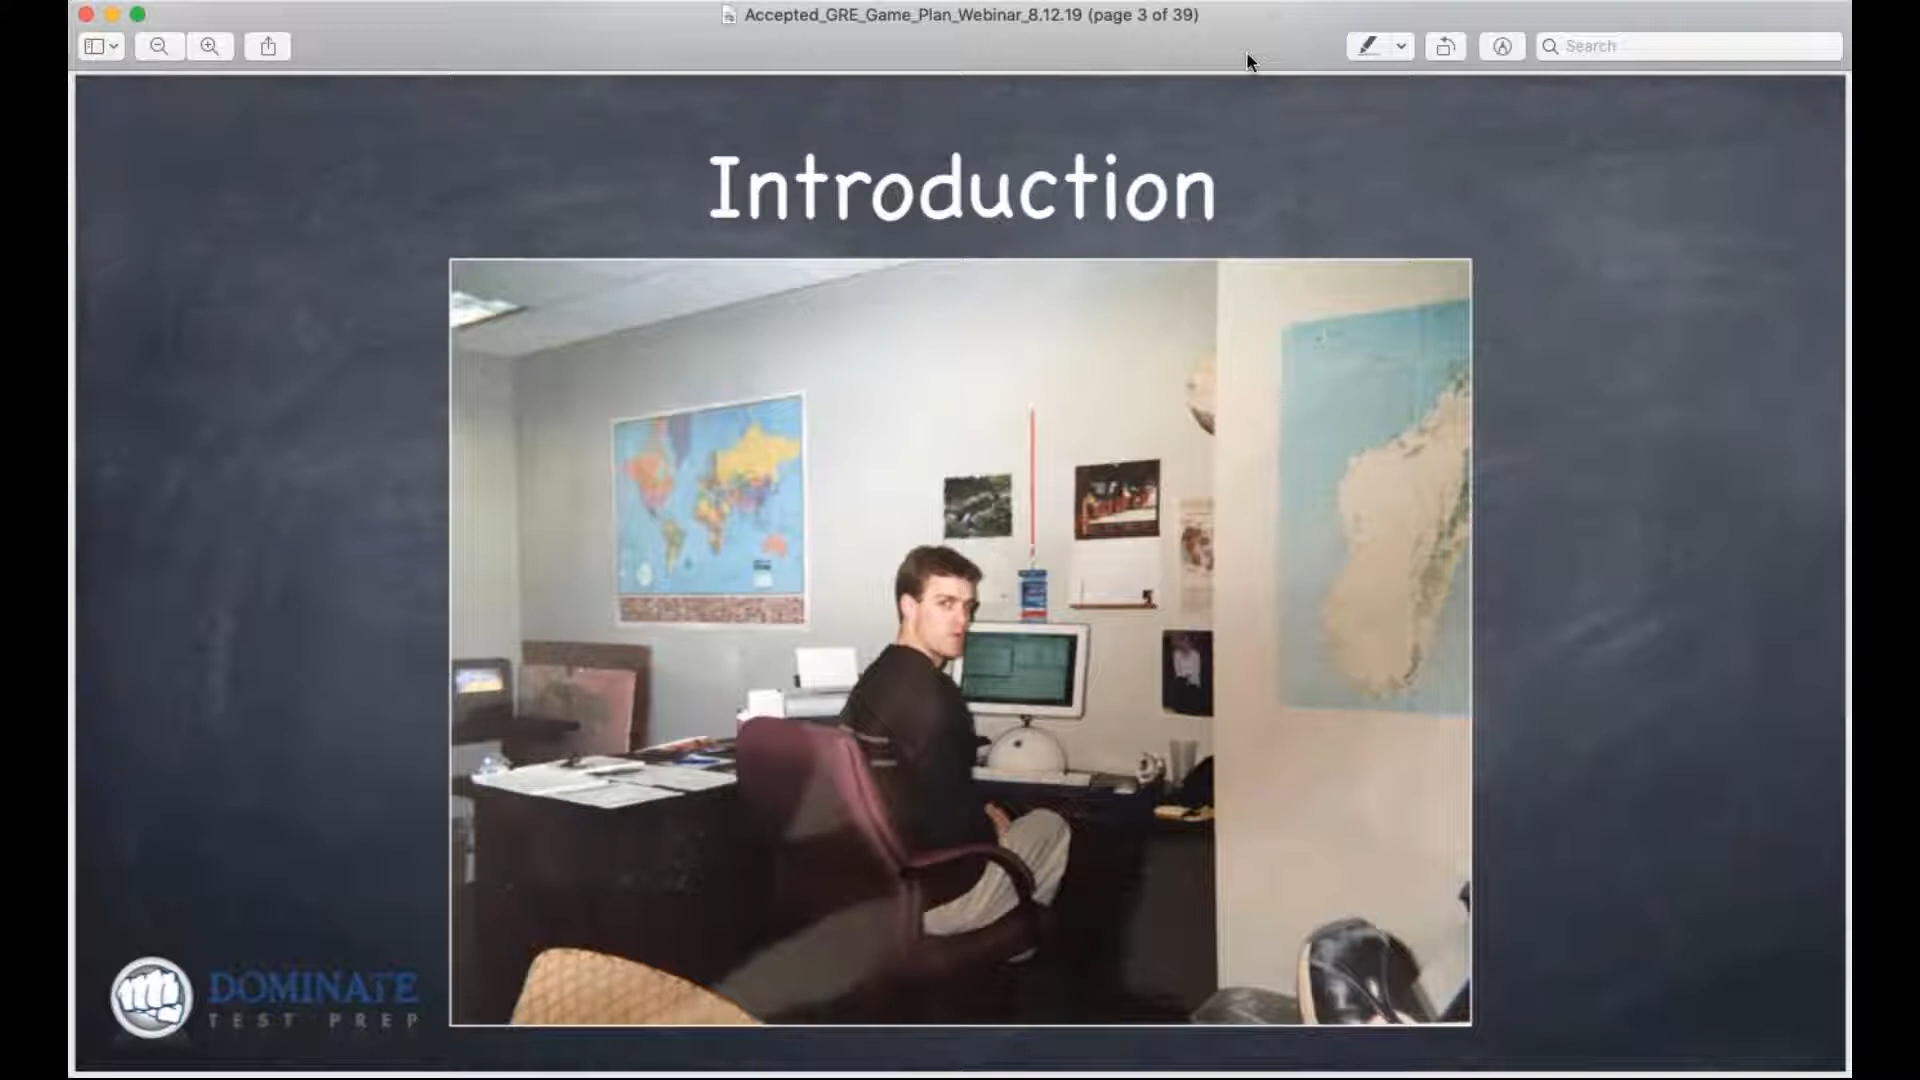 Accepted_GRE_Game_Plan_Webinar_8.12.19 (page 3 of 39)
Search
Introduction
DOMINATE
TEST PREP